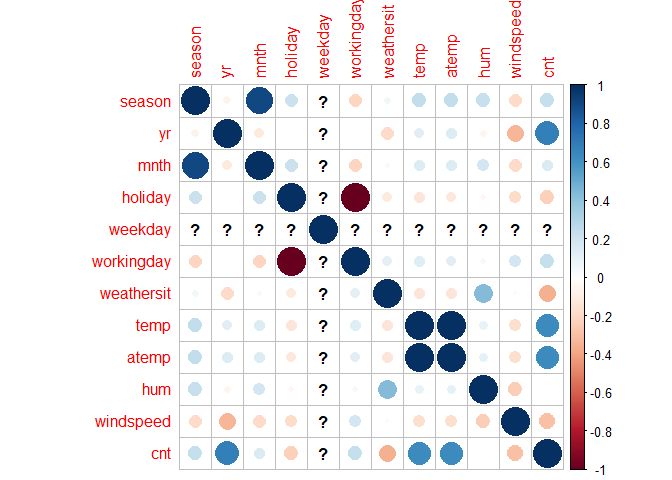 season
yr
mnth
holiday
weekday
workingday
weathersit
temp
atemp
hum
windspeed
cnt
season ?
yr ?
mnth ?
holiday ?
weekday ? ? ? ? ? ? ? ? ? ? ?
workingday ?
weathersit ?
temp ?
atemp ?
hum ?
windspeed ?
cnt ?
1
0.8
0.6
0.4
0.2
0
-0.2
-0.4
-0.6
-0.8
-1